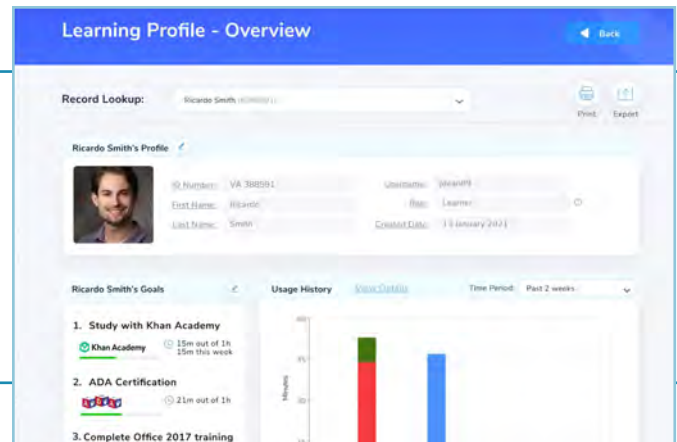 Learning Profile - Overview
Back
Record Lookup:
Ricardo Smith
Print
Export
Ricardo Smith's Profile
ID Number: VA 388591
Username:
First Name: Ricardo
Role: Learner
Last Name: Smith
Created Date: 13 January 2021
Ricardo Smith's Goals
Usage History
View Details
Time Period: Past 2 weeks
1. Study with Khan Academy
Khan Academy
15m out of 1h
15m this week
2. ADA Certification
21m out of 1h
3. Complete Office 2017 training
Minutes
60
45
30